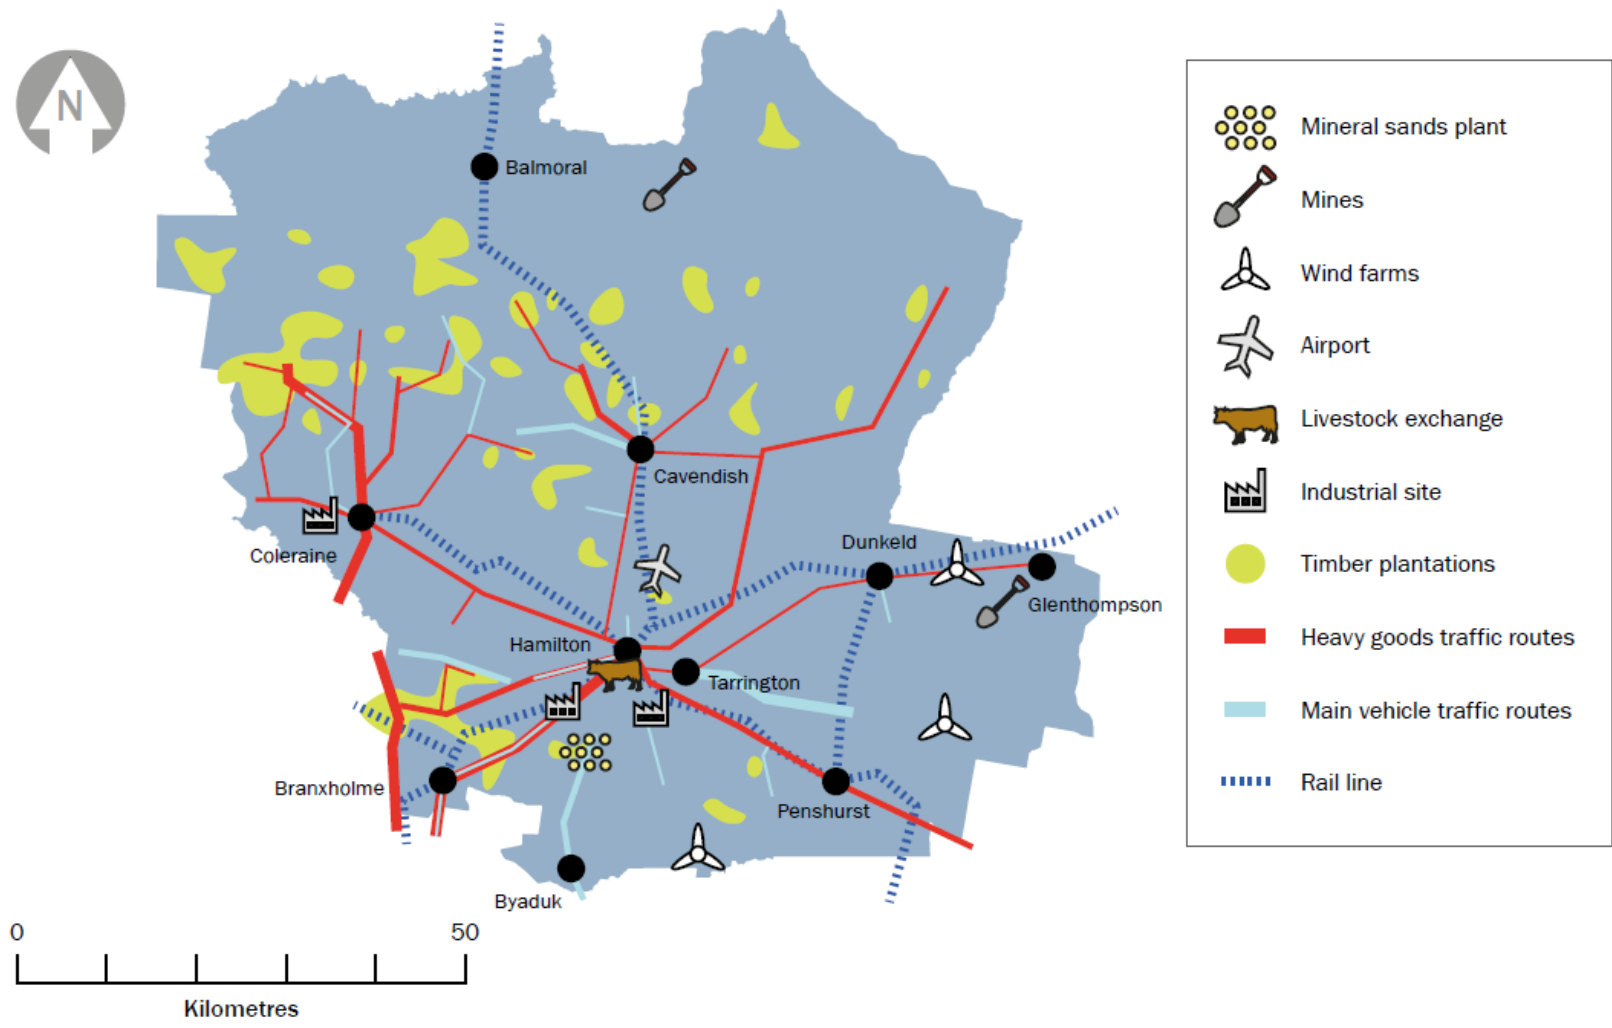 N
Balmoral
Cavendish
Coleraine
Dunkeld
Glenthompson
Hamilton
Tarrington
Branxholme
Penshurst
Byaduk
0 50
Kilometres
Mineral sands plant
Mines
Wind farms
Airport
Livestock exchange
Industrial site
Timber plantations
Heavy goods traffic routes
Main vehicle traffic routes
Rail line